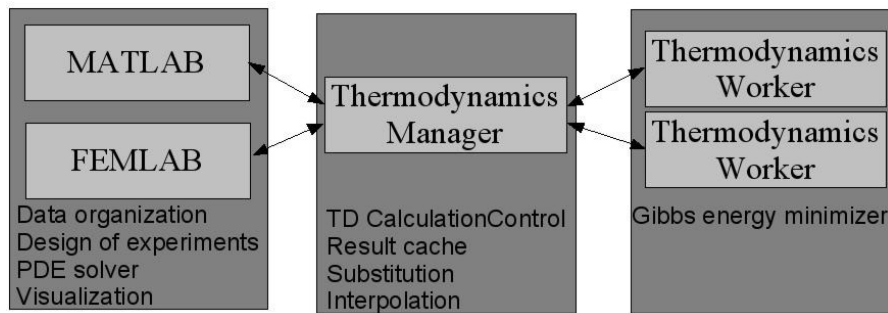 MATLAB
FEMLAB
Data organization
Design of experiments
PDE solver
Visualization
Thermodynamics
Manager
TD CalculationControl
Result cache
Substitution
Interpolation
Thermodynamics
Worker
Thermodynamics
Worker
Gibbs energy minimizer